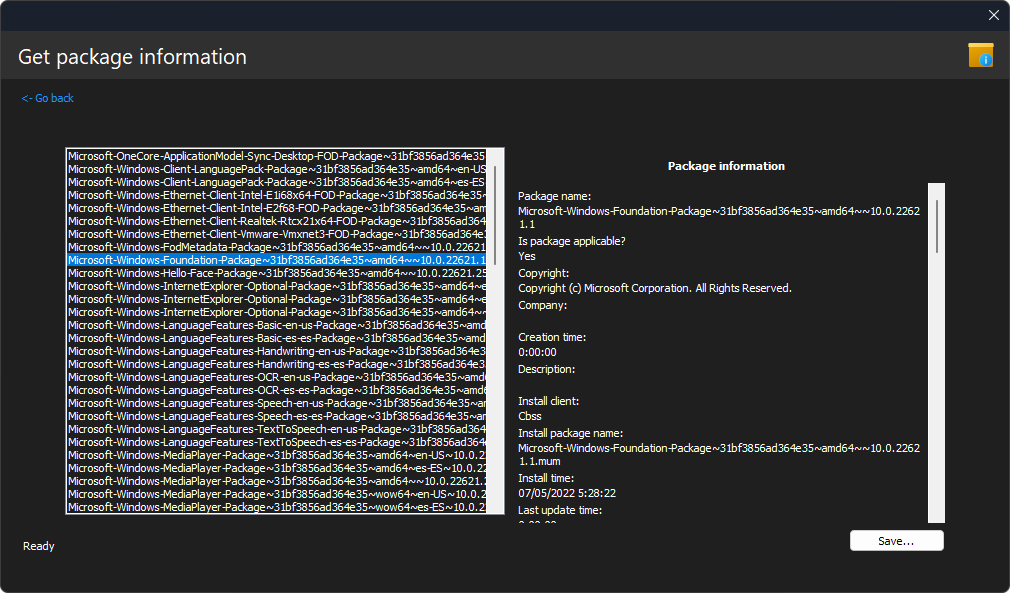 Get package information
<- Go back
Microsoft-OneCore-ApplicationModel-Sync-Desktop-FOD-Package~31bf3856ad364e35
Microsoft-Windows-Client-LanguagePack-Package~31bf3856ad364e35~amd64~en-US
Microsoft-Windows-Client-LanguagePack-Package~31bf3856ad364e35~amd64~es-ES
Microsoft-Windows-Ethernet-Client-Intel-E1i68x64-FOD-Package~31bf3856ad364e35~
Microsoft-Windows-Ethernet-Client-Intel-E2f68-FOD-Package~31bf3856ad364e35~am
Microsoft-Windows-Ethernet-Client-Realtek-Rtcx21x64-FOD-Package~31bf3856ad364
Microsoft-Windows-Ethernet-Client-Vmware-Vmxnet3-FOD-Package~31bf3856ad364e
Microsoft-Windows-FodMetadata-Package~31bf3856ad364e35~amd64~~10.0.22621
Microsoft-Windows-Foundation-Package~31bf3856ad364e35~amd64~~10.0.22621.1
Microsoft-Windows-Hello-Face-Package~31bf3856ad364e35~amd64~~10.0.22621.25
Microsoft-Windows-InternetExplorer-Optional-Package~31bf3856ad364e35~amd64~e
Microsoft-Windows-InternetExplorer-Optional-Package~31bf3856ad364e35~amd64~e
Microsoft-Windows-InternetExplorer-Optional-Package~31bf3856ad364e35~amd64~~
Microsoft-Windows-LanguageFeatures-Basic-en-us-Package~31bf3856ad364e35~amd
Microsoft-Windows-LanguageFeatures-Basic-es-es-Package~31bf3856ad364e35~amd
Microsoft-Windows-LanguageFeatures-Handwriting-en-us-Package~31bf3856ad364e3
Microsoft-Windows-LanguageFeatures-Handwriting-es-es-Package~31bf3856ad364e3
Microsoft-Windows-LanguageFeatures-OCR-en-us-Package~31bf3856ad364e35~amd
Microsoft-Windows-LanguageFeatures-OCR-es-es-Package~31bf3856ad364e35~amd
Microsoft-Windows-LanguageFeatures-Speech-en-us-Package~31bf3856ad364e35~a
Microsoft-Windows-LanguageFeatures-Speech-es-es-Package~31bf3856ad364e35~a
Microsoft-Windows-LanguageFeatures-TextToSpeech-en-us-Package~31bf3856ad364
Microsoft-Windows-LanguageFeatures-TextToSpeech-es-es-Package~31bf3856ad364
Microsoft-Windows-MediaPlayer-Package~31bf3856ad364e35~amd64~en-US~10.0.2
Microsoft-Windows-MediaPlayer-Package~31bf3856ad364e35~amd64~es-ES~10.0.22
Microsoft-Windows-MediaPlayer-Package~31bf3856ad364e35~amd64~~10.0.22621.
Microsoft-Windows-MediaPlayer-Package~31bf3856ad364e35~wow64~en-US~10.0.2
Microsoft-Windows-MediaPlayer-Package~31bf3856ad364e35~wow64~es-ES~10.0.2
Package information
Package name:
Microsoft-Windows-Foundation-Package~31bf3856ad364e35~amd64~~10.0.2262
1.1
Is package applicable?
Yes
Copyright:
Copyright (c) Microsoft Corporation. All Rights Reserved.
Company:
Creation time:
0:00:00
Description:
Install client:
Cbss
Install package name:
Microsoft-Windows-Foundation-Package~31bf3856ad364e35~amd64~~10.0.2262
1.1.mum
Install time:
07/05/2022 5:28:22
Last update time:
Ready
Save...